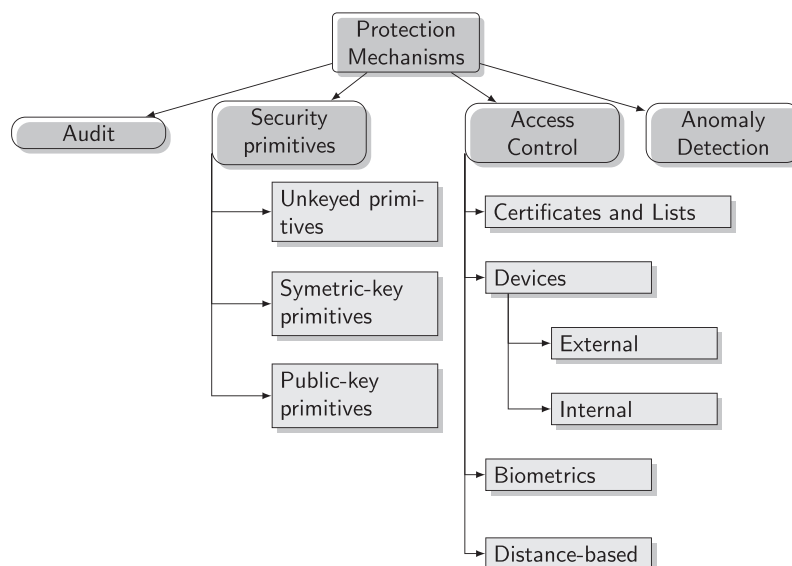 Protection
Mechanisms
Audit
Security
primitives
Access
Control
Anomaly
Detection
Unkeyed primi-
tives
Symetric-key
primitives
Public-key
primitives
Certificates and Lists
Devices
External
Internal
Biometrics
Distance-based